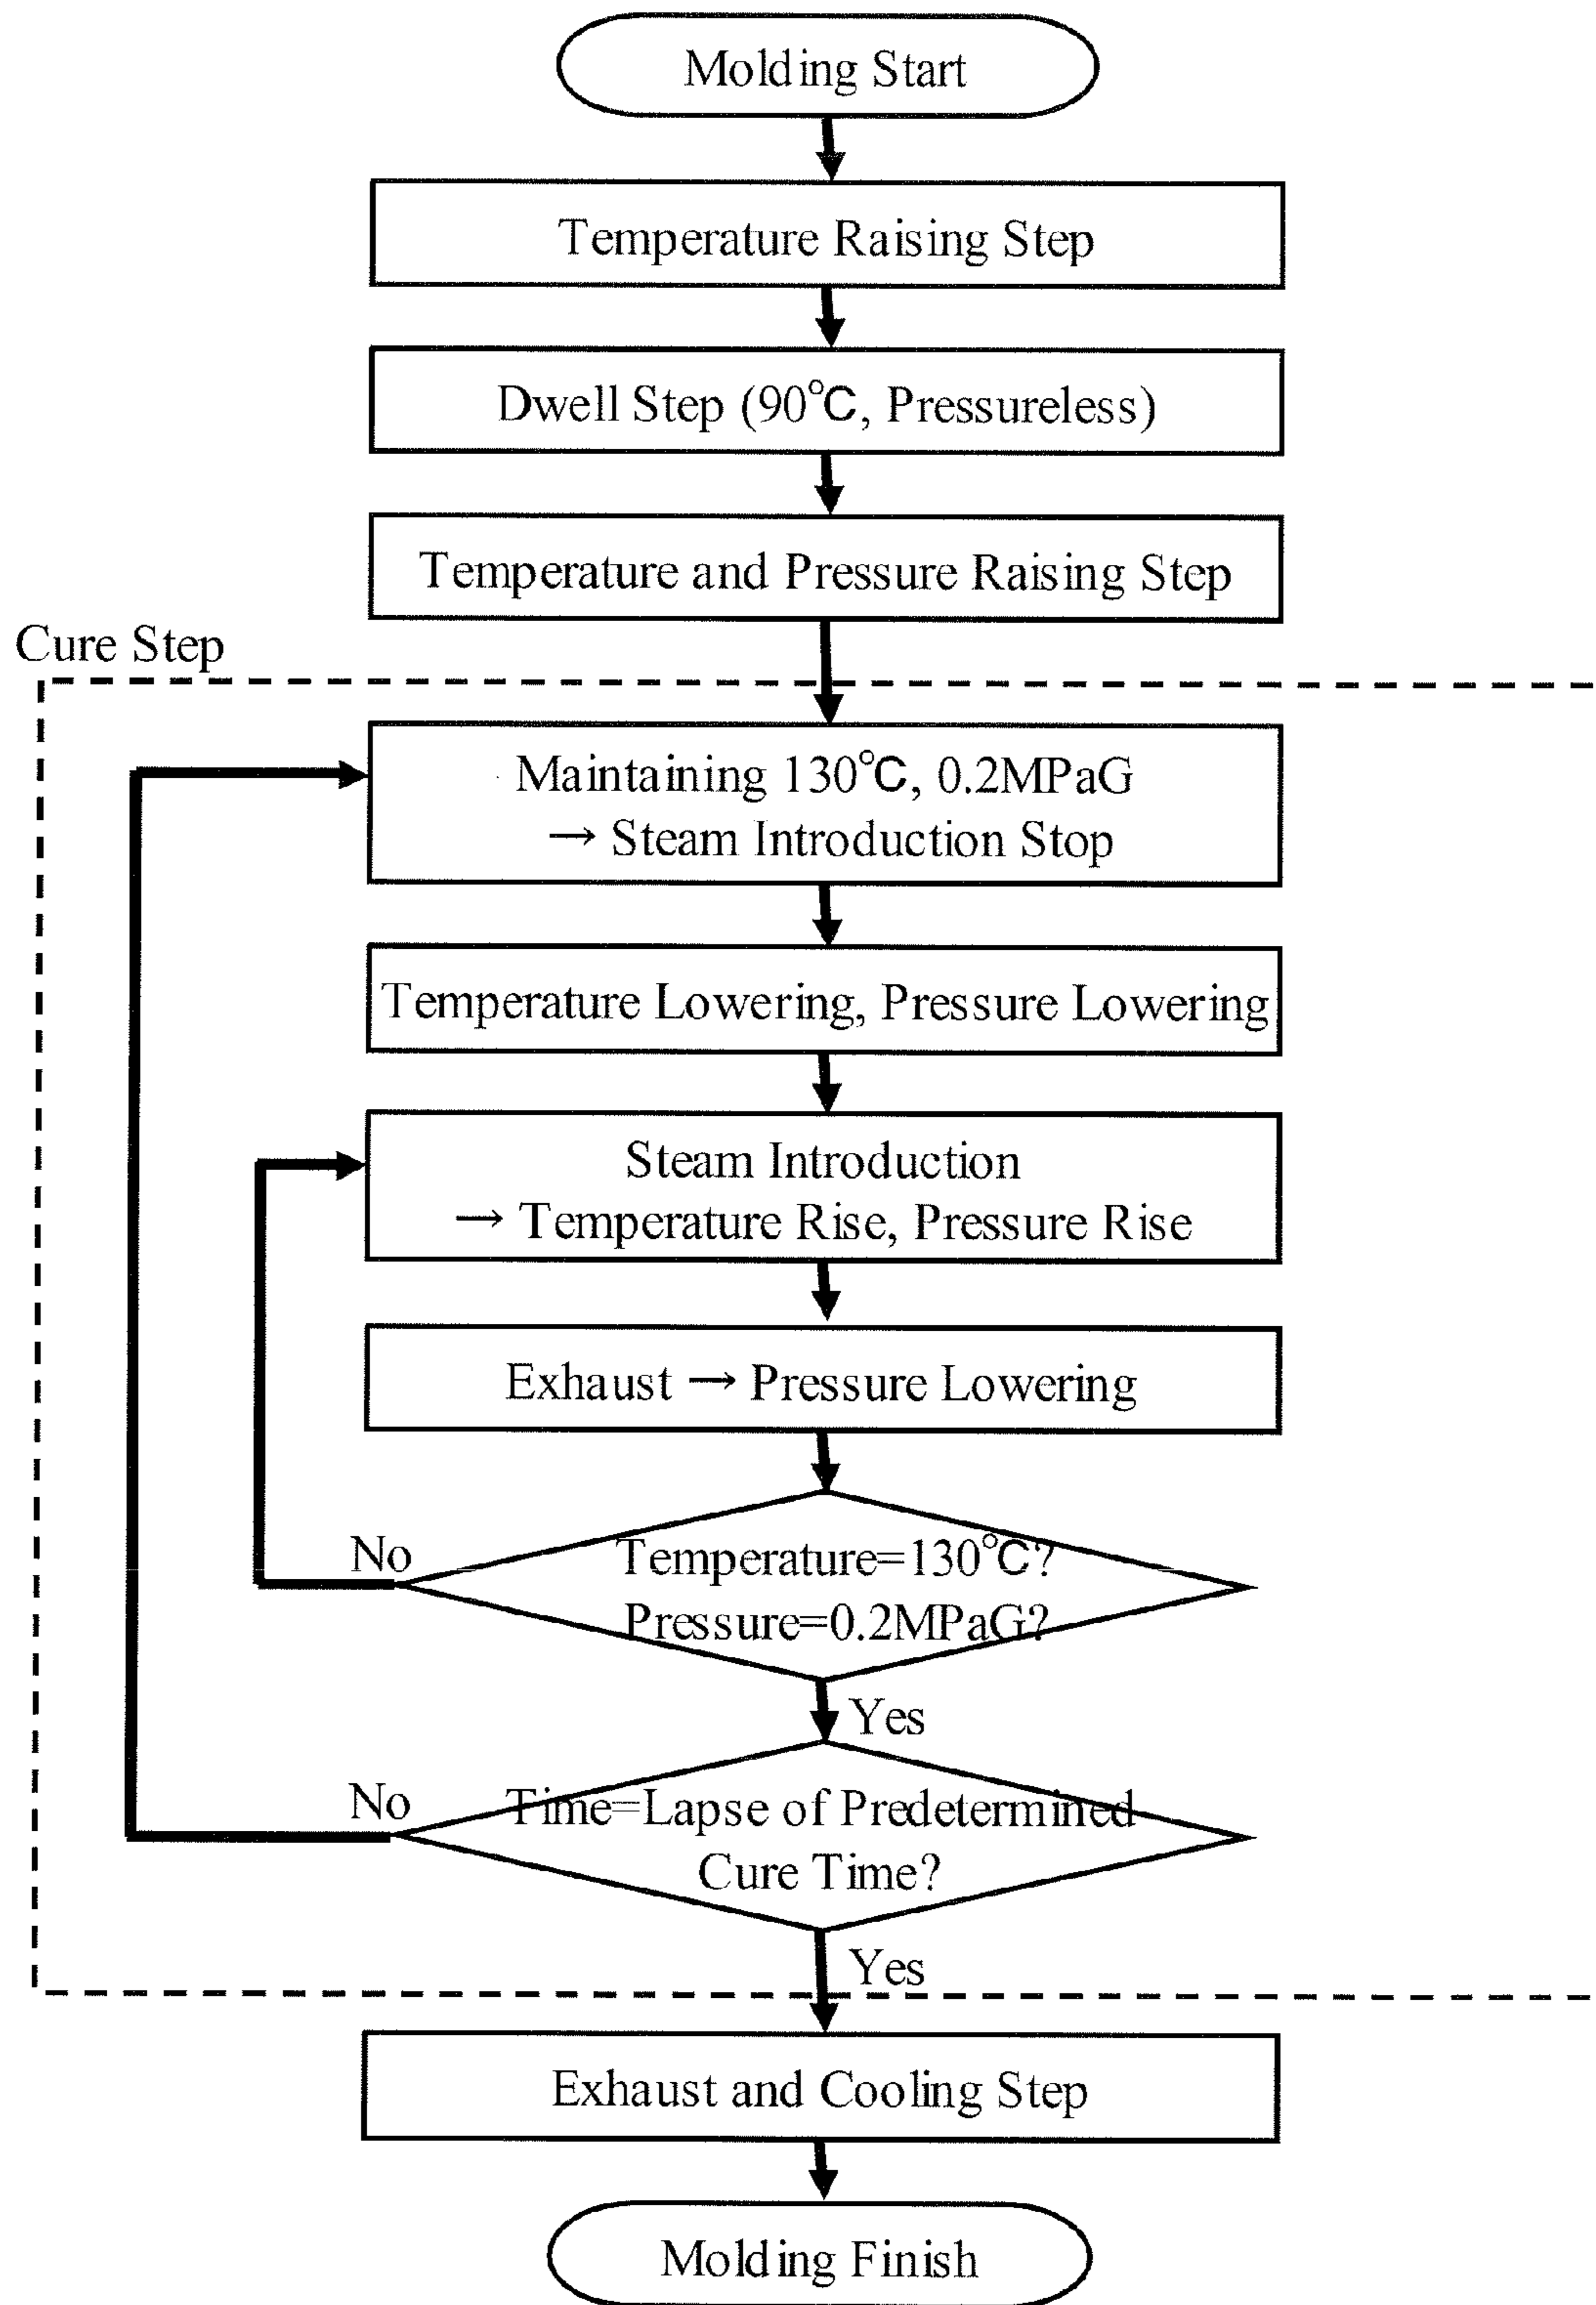 Molding Start
Temperature Raising Step
Dwell Step (90℃, Pressureless)
Temperature and Pressure Raising Step
Cure Step
Maintaining 130℃, 0.2MPaG
→ Steam Introduction Stop
Temperature Lowering, Pressure Lowering
Steam Introduction
→ Temperature Rise, Pressure Rise
Exhaust → Pressure Lowering
No
Temperature=130℃?
Pressure=0.2MPaG?
Yes
No
Time=Lapse of Predetermined
Cure Time?
Yes
Exhaust and Cooling Step
Molding Finish